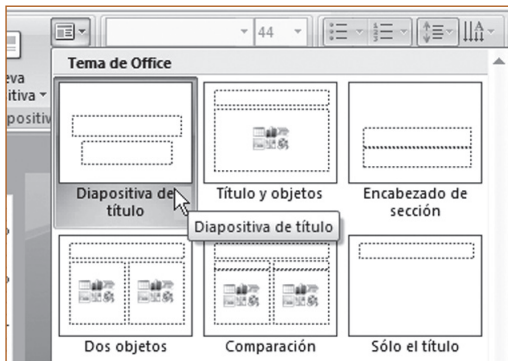 44
eva
itiva
positiv
Tema de Office
Diapositiva de título
Título y objetos
Encabezado de sección
Diapositiva de título
Dos objetos
Comparación
Sólo el título